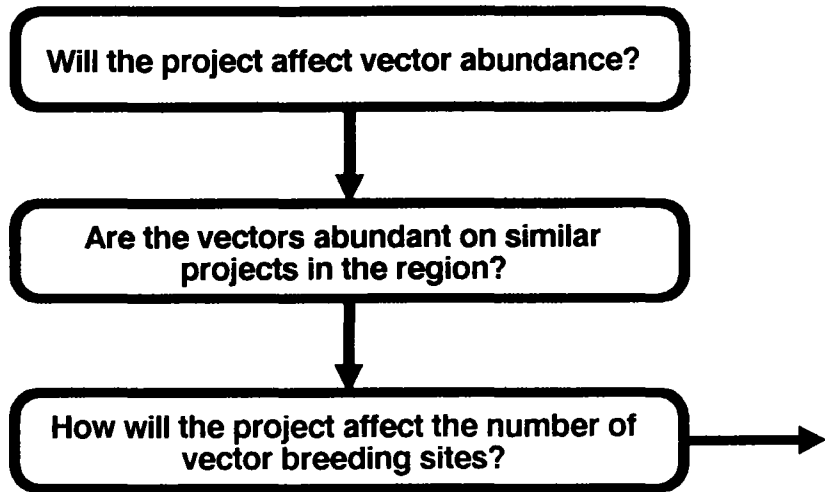 Will the project affect vector abundance?
Are the vectors abundant on similar
projects in the region?
How will the project affect the number of
vector breeding sites?